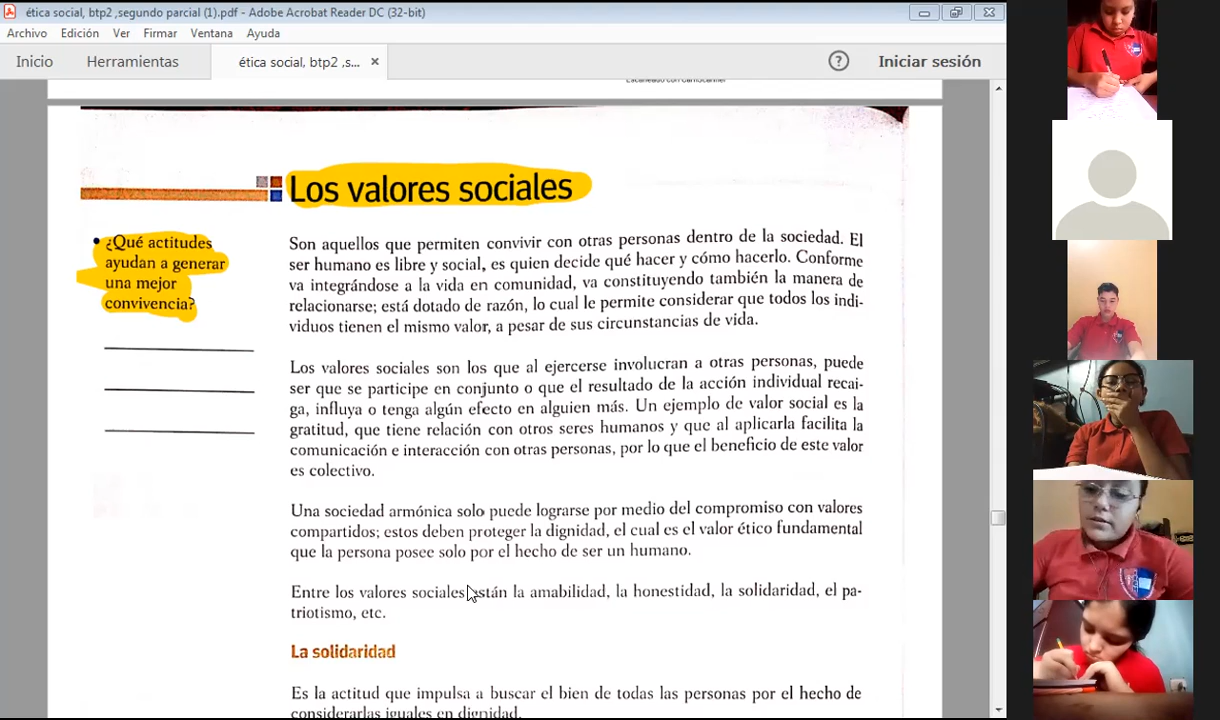 ética social, btp2 ,segundo parcial (1).pdf - Adobe Acrobat Reader DC (32-bit)
Archivo Edición Ver Firmar Ventana Ayuda
Inicio Herramientas ética social, btp2 ,s... × ? Iniciar sesión
Escaneado con CamScanner
Los valores sociales
• ¿Qué actitudes
ayudan a generar
una mejor
convivencia?
Son aquellos que permiten convivir con otras personas dentro de la sociedad. El
ser humano es libre y social, es quien decide qué hacer y cómo hacerlo. Conforme
va integrándose a la vida en comunidad, va constituyendo también la manera de
relacionarse; está dotado de razón, lo cual le permite considerar que todos los indi-
viduos tienen el mismo valor, a pesar de sus circunstancias de vida.
Los valores sociales son los que al ejercerse involucran a otras personas, puede
ser que se participe en conjunto o que el resultado de la acción individual recai-
ga, influya o tenga algún efecto en alguien más. Un ejemplo de valor social es la
gratitud, que tiene relación con otros seres humanos y que al aplicarla facilita la
comunicación e interacción con otras personas, por lo que el beneficio de este valor
es colectivo.
Una sociedad armónica solo puede lograrse por medio del compromiso con valores
compartidos; estos deben proteger la dignidad, el cual es el valor ético fundamental
que la persona posee solo por el hecho de ser un humano.
Entre los valores sociales están la amabilidad, la honestidad, la solidaridad, el pa-
triotismo, etc.
La solidaridad
Es la actitud que impulsa a buscar el bien de todas las personas por el hecho de
considerarlas iguales en dignidad.